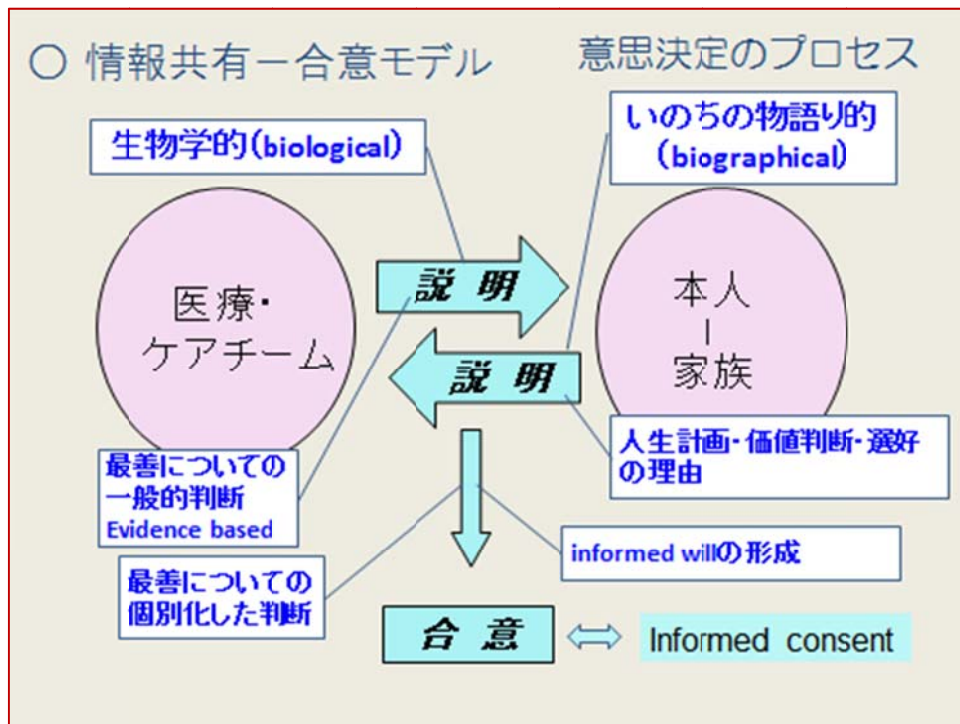 ○ 情報共有－合意モデル
意思決定のプロセス
生物学的(biological)
いのちの物語り的
(biographical)
医療・
ケアチーム
説 明
説 明
本人
｜
家族
最善についての
一般的判断
Evidence based
人生計画・価値判断・選好
の理由
最善についての
個別化した判断
informed willの形成
合 意
Informed consent